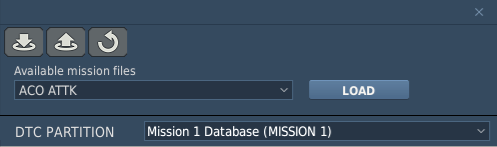 Available mission files
ACO ATTK
LOAD
DTC PARTITION
Mission 1 Database (MISSION 1)